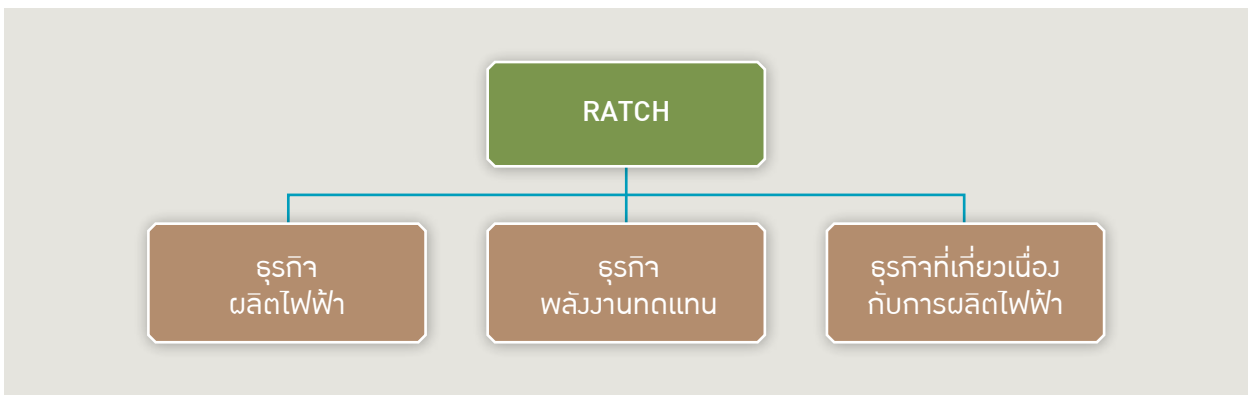 RATCH
ธุรกิจ
ผลิตไฟฟ้า
ธุรกิจ
พลังงานทดแทน
ธุรกิจที่เกี่ยวเนื่อง
กับการผลิตไฟฟ้า